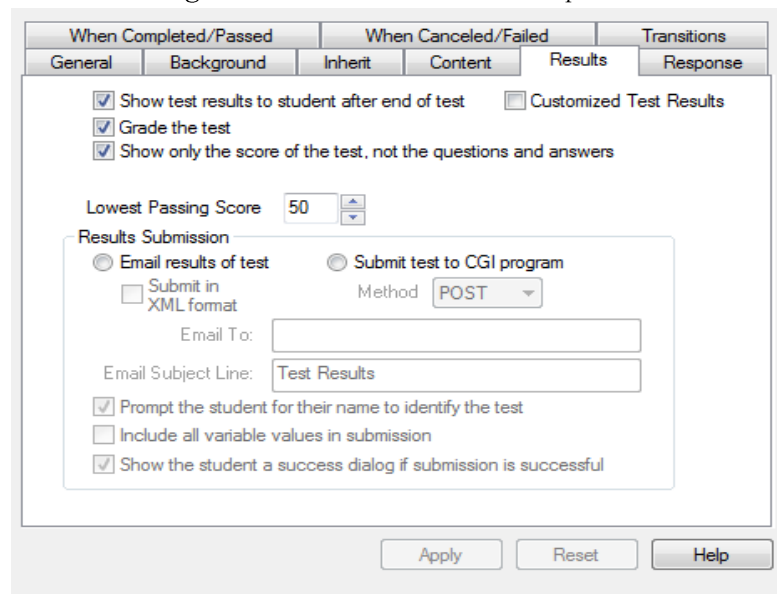 When Completed/Passed When Canceled/Failed Transitions
General Background Inherit Content Results Response
Show test results to student after end of test Customized Test Results
Grade the test
Show only the score of the test, not the questions and answers
Lowest Passing Score 50
Results Submission
Email results of test Submit test to CGI program
Submit in
XML format
Method POST
Email To:
Email Subject Line: Test Results
Prompt the student for their name to identify the test
Include all variable values in submission
Show the student a success dialog if submission is successful
Apply Reset Help